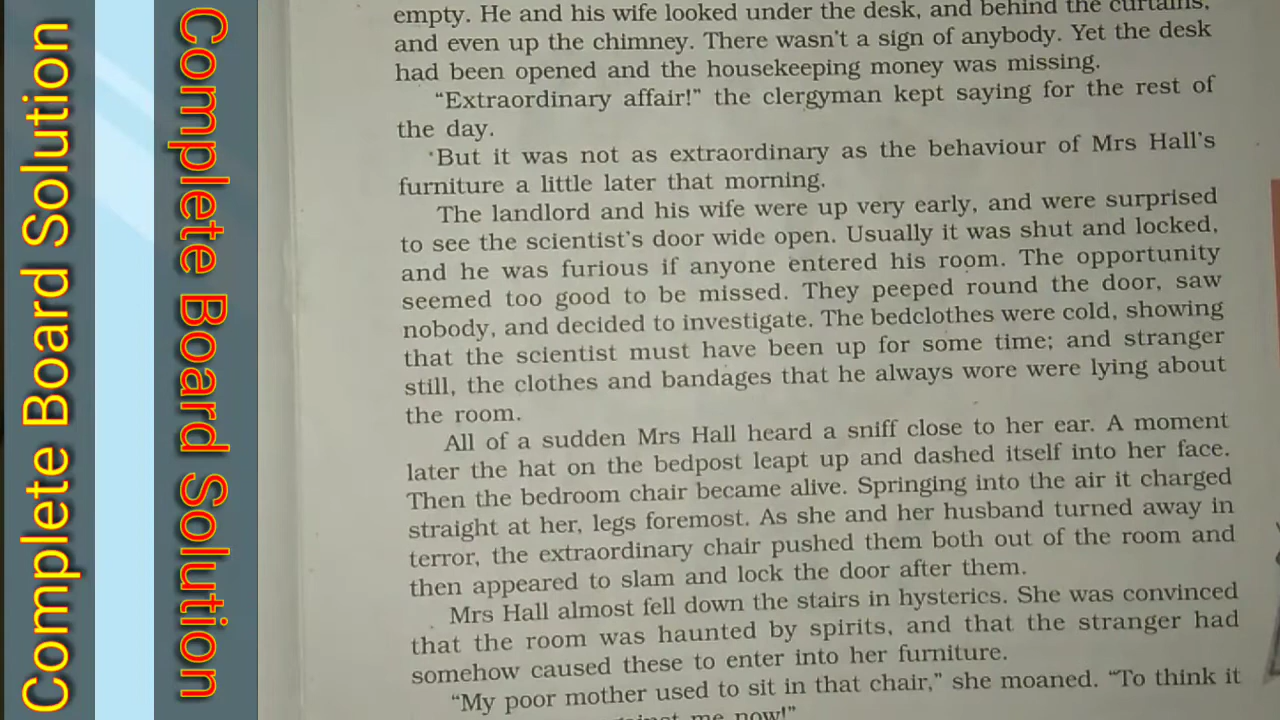 Complete Board Solution
Complete Board Solution
empty. He and his wife looked under the desk, and behind the curtains,
and even up the chimney. There wasn't a sign of anybody. Yet the desk
had been opened and the housekeeping money was missing.
"Extraordinary affair!" the clergyman kept saying for the rest of
the day.
But it was not as extraordinary as the behaviour of Mrs Hall's
furniture a little later that morning.
The landlord and his wife were up very early, and were surprised
to see the scientist's door wide open. Usually it was shut and locked,
and he was furious if anyone entered his room. The opportunity
seemed too good to be missed. They peeped round the door, saw
nobody, and decided to investigate. The bedclothes were cold, showing
that the scientist must have been up for some time; and stranger
still, the clothes and bandages that he always wore were lying about
the room.
All of a sudden Mrs Hall heard a sniff close to her ear. A moment
later the hat on the bedpost leapt up and dashed itself into her face.
Then the bedroom chair became alive. Springing into the air it charged
straight at her, legs foremost. As she and her husband turned away in
terror, the extraordinary chair pushed them both out of the room and
then appeared to slam and lock the door after them.
Mrs Hall almost fell down the stairs in hysterics. She was convinced
that the room was haunted by spirits, and that the stranger had
somehow caused these to enter into her furniture.
"My poor mother used to sit in that chair," she moaned. "To think it
me now!"